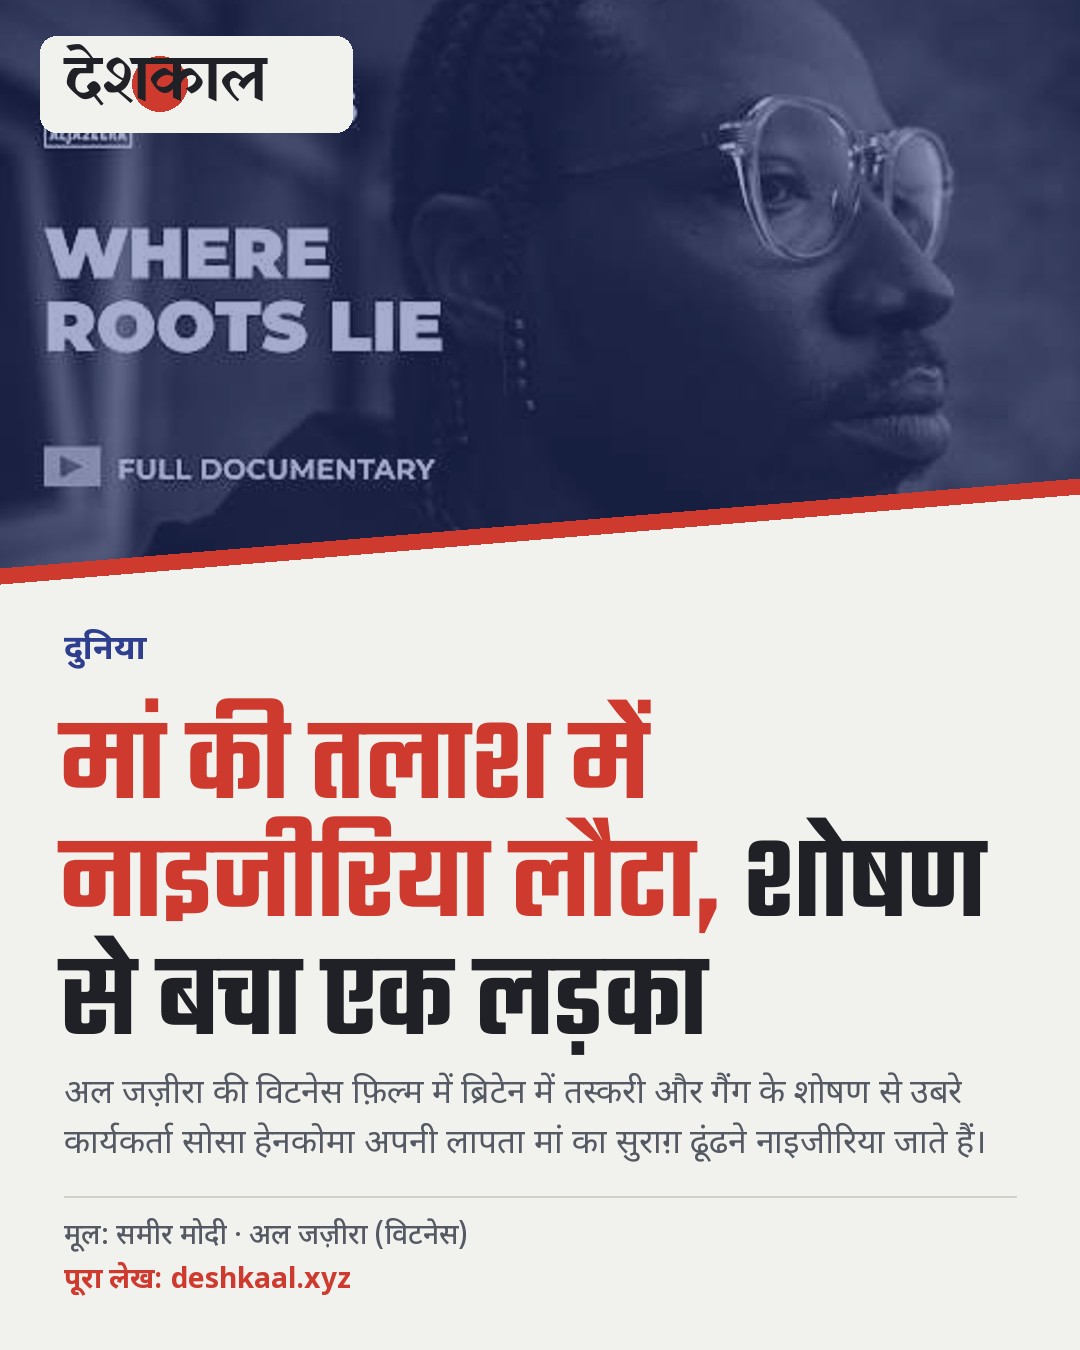 देशकाल
ALJAZEERA
WHERE
ROOTS LIE
FULL DOCUMENTARY
दुनिया
मां की तलाश में
नाइजीरिया लौटा, शोषण
से बचा एक लड़का
अल जज़ीरा की विटनेस फ़िल्म में ब्रिटेन में तस्करी और गैंग के शोषण से उबरे
कार्यकर्ता सोसा हेनकोमा अपनी लापता मां का सुराग़ ढूंढने नाइजीरिया जाते हैं।
मूल: समीर मोदी · अल जज़ीरा (विटनेस)
पूरा लेख: deshkaal.xyz